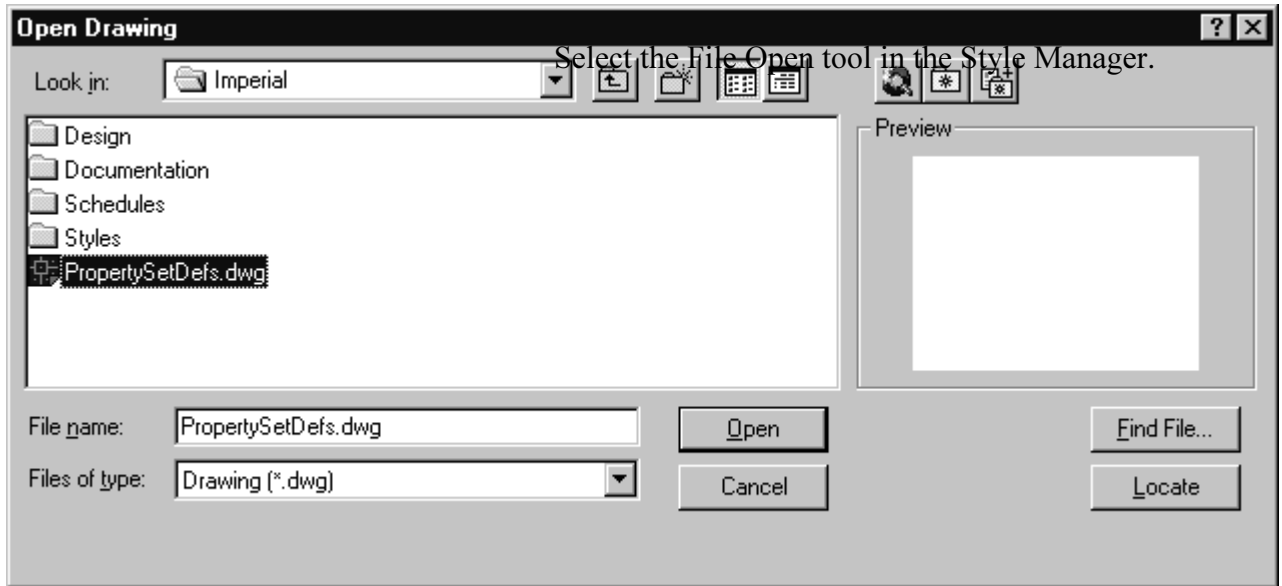 Open Drawing
Select the File Open tool in the Style Manager.
Look in: Imperial
Design
Documentation
Schedules
Styles
PropertySetDefs.dwg
Preview
File name: PropertySetDefs.dwg Open Find File...
Files of type: Drawing (*.dwg) Cancel Locate